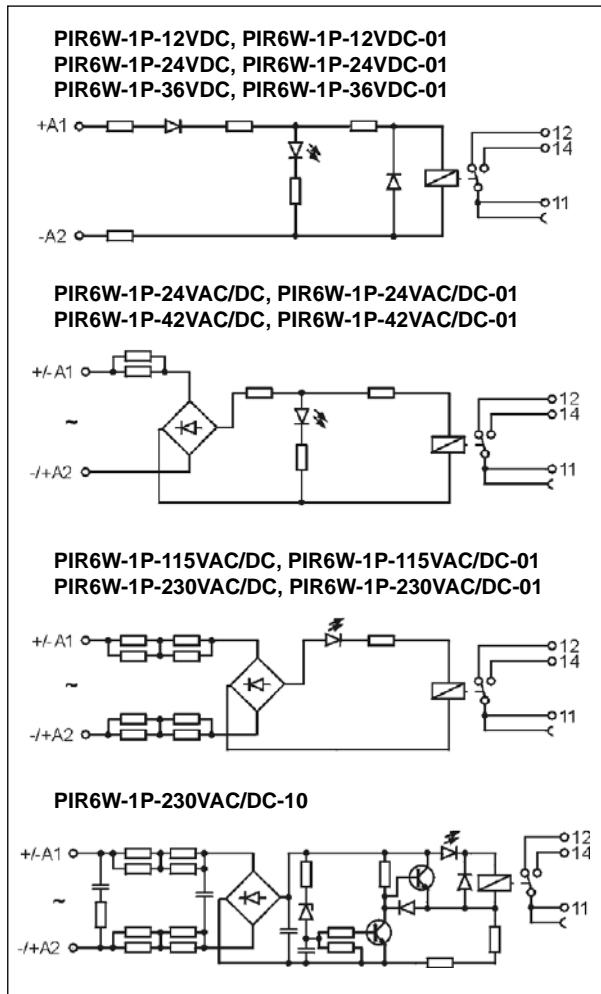 PIR6W-1P-12VDC, PIR6W-1P-12VDC-01
PIR6W-1P-24VDC, PIR6W-1P-24VDC-01
PIR6W-1P-36VDC, PIR6W-1P-36VDC-01
+A1
12
14
11
-A2
PIR6W-1P-24VAC/DC, PIR6W-1P-24VAC/DC-01
PIR6W-1P-42VAC/DC, PIR6W-1P-42VAC/DC-01
+/-A1
12
14
~
11
-/+A2
PIR6W-1P-115VAC/DC, PIR6W-1P-115VAC/DC-01
PIR6W-1P-230VAC/DC, PIR6W-1P-230VAC/DC-01
+/-A1
12
14
~
11
-/+A2
PIR6W-1P-230VAC/DC-10
+/-A1
12
14
~
11
-/+A2